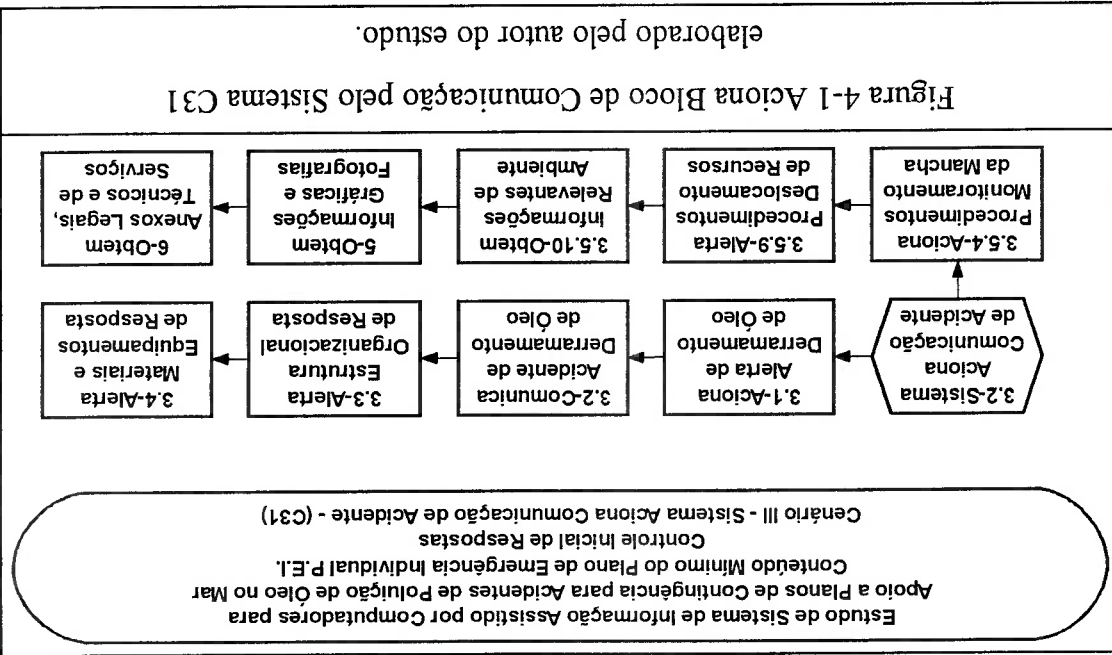 Estudo de Sistema de Informação Assistido por Computadores para
Apoio a Planos de Contingência para Acidentes de Poluição de Óleo no Mar
Conteúdo Mínimo do Plano de Emergência Individual P.E.I.
Controle Inicial de Respostas
Cenário III - Sistema Aciona Comunicação de Acidente - (C31)
3.2-Sistema
Aciona
Comunicação
de Acidente
3.1-Aciona
Alerta de
Derramamento
de Óleo
3.2-Comunica
Acidente de
Derramamento
de Óleo
3.3-Alerta
Estrutura
Organizacional
de Resposta
3.4-Alerta
Materiais e
Equipamentos
de Resposta
3.5.4-Aciona
Procedimentos
Monitoramento
da Mancha
3.5.9-Alerta
Procedimentos
Deslocamento
de Recursos
3.5.10-Obtem
Informações
Relevantes de
Ambiente
5-Obtem
Informações
Gráficas e
Fotografias
6-Obtem
Anexos Legais,
Técnicos e de
Serviços
Figura 4-1 Aciona Bloco de Comunicação pelo Sistema C31
elaborado pelo autor do estudo.